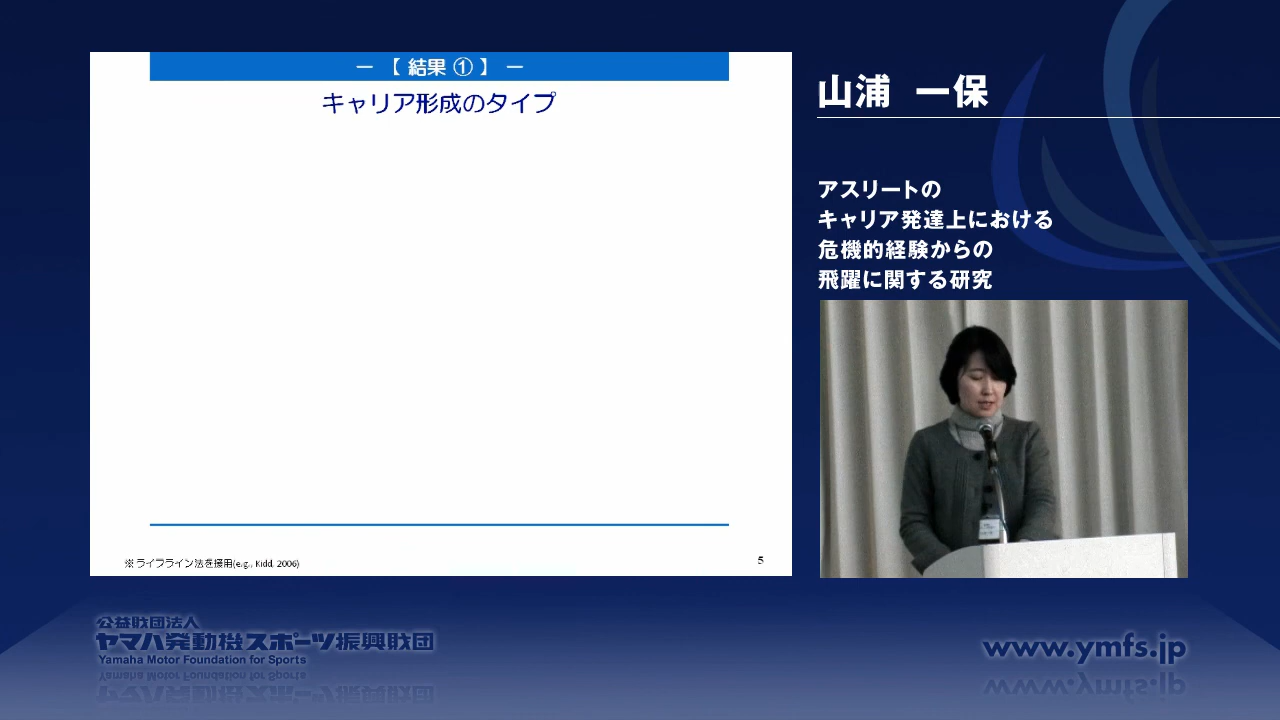 ー 【 結果 ① 】 ー
キャリア形成のタイプ
※ ライフライン法を援用(e.g., Kidd, 2006)
5
山浦 一保
アスリートの
キャリア発達上における
危機的経験からの
飛躍に関する研究
公益財団法人
ヤマハ発動機スポーツ振興財団
Yamaha Motor Foundation for Sports
www.ymfs.jp